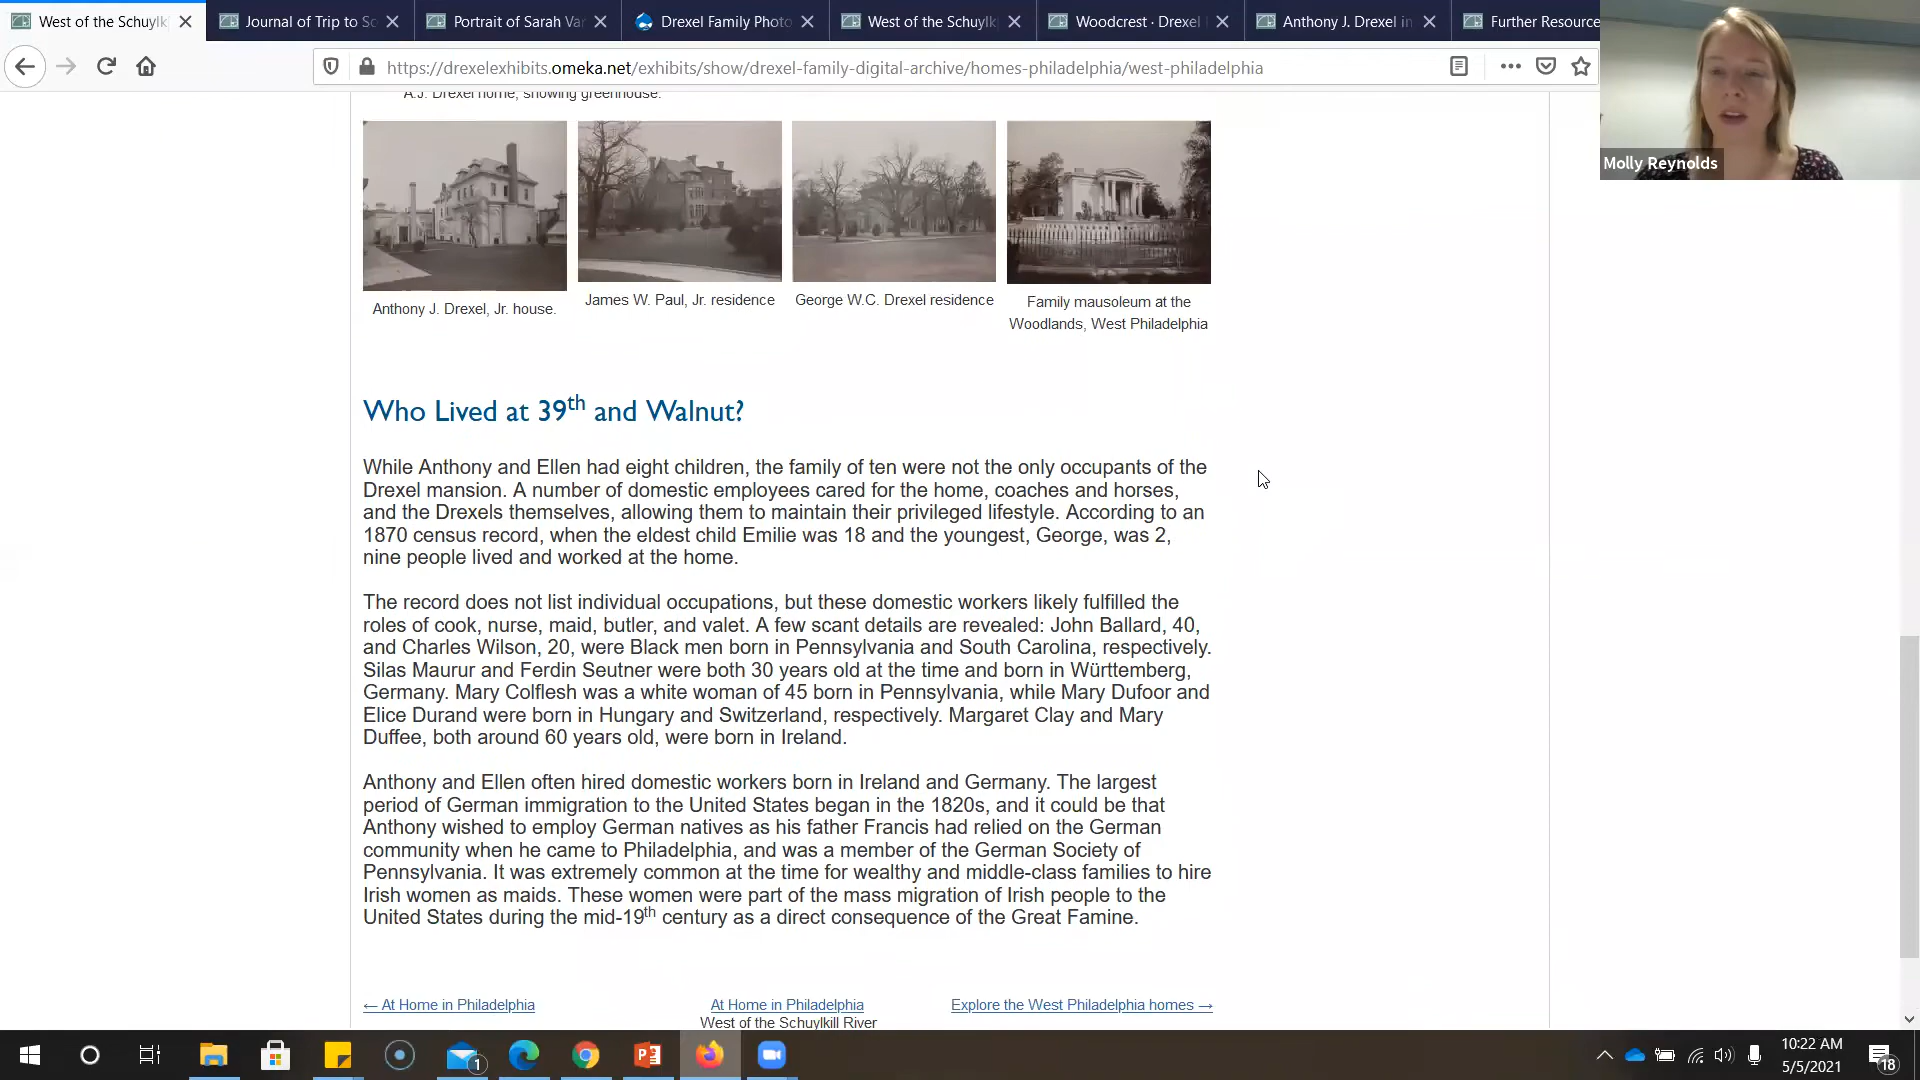 West of the Schuylk
Journal of Trip to Sc
Portrait of Sarah Var
Drexel Family Photo
West of the Schuylk
Woodcrest · Drexel
Anthony J. Drexel in
Further Resource
https://drexelexhibits.omeka.net/exhibits/show/drexel-family-digital-archive/homes-philadelphia/west-philadelphia
Molly Reynolds
A.J. Drexel home, showing greenhouse.
Anthony J. Drexel, Jr. house.
James W. Paul, Jr. residence
George W.C. Drexel residence
Family mausoleum at the
Woodlands, West Philadelphia
Who Lived at 39th and Walnut?
While Anthony and Ellen had eight children, the family of ten were not the only occupants of the
Drexel mansion. A number of domestic employees cared for the home, coaches and horses,
and the Drexels themselves, allowing them to maintain their privileged lifestyle. According to an
1870 census record, when the eldest child Emilie was 18 and the youngest, George, was 2,
nine people lived and worked at the home.
The record does not list individual occupations, but these domestic workers likely fulfilled the
roles of cook, nurse, maid, butler, and valet. A few scant details are revealed: John Ballard, 40,
and Charles Wilson, 20, were Black men born in Pennsylvania and South Carolina, respectively.
Silas Maurur and Ferdin Seutner were both 30 years old at the time and born in Württemberg,
Germany. Mary Colflesh was a white woman of 45 born in Pennsylvania, while Mary Dufoor and
Elice Durand were born in Hungary and Switzerland, respectively. Margaret Clay and Mary
Duffee, both around 60 years old, were born in Ireland.
Anthony and Ellen often hired domestic workers born in Ireland and Germany. The largest
period of German immigration to the United States began in the 1820s, and it could be that
Anthony wished to employ German natives as his father Francis had relied on the German
community when he came to Philadelphia, and was a member of the German Society of
Pennsylvania. It was extremely common at the time for wealthy and middle-class families to hire
Irish women as maids. These women were part of the mass migration of Irish people to the
United States during the mid-19th century as a direct consequence of the Great Famine.
← At Home in Philadelphia
At Home in Philadelphia
Explore the West Philadelphia homes →
West of the Schuylkill River
1
10:22 AM
5/5/2021
18